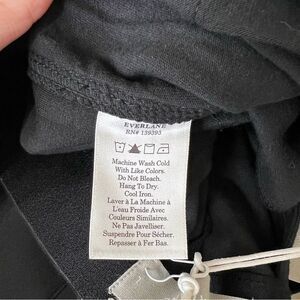 EVERLANE
RN# 139393
Machine Wash Cold
With Like Colors.
Do Not Bleach.
Hang To Dry.
Cool Iron.
Laver à La Machine à
L'eau Froide Avec
Couleurs Similaires.
Ne Pas Javelliser.
Suspendre Pour Sécher.
Repasser à Fer Bas.